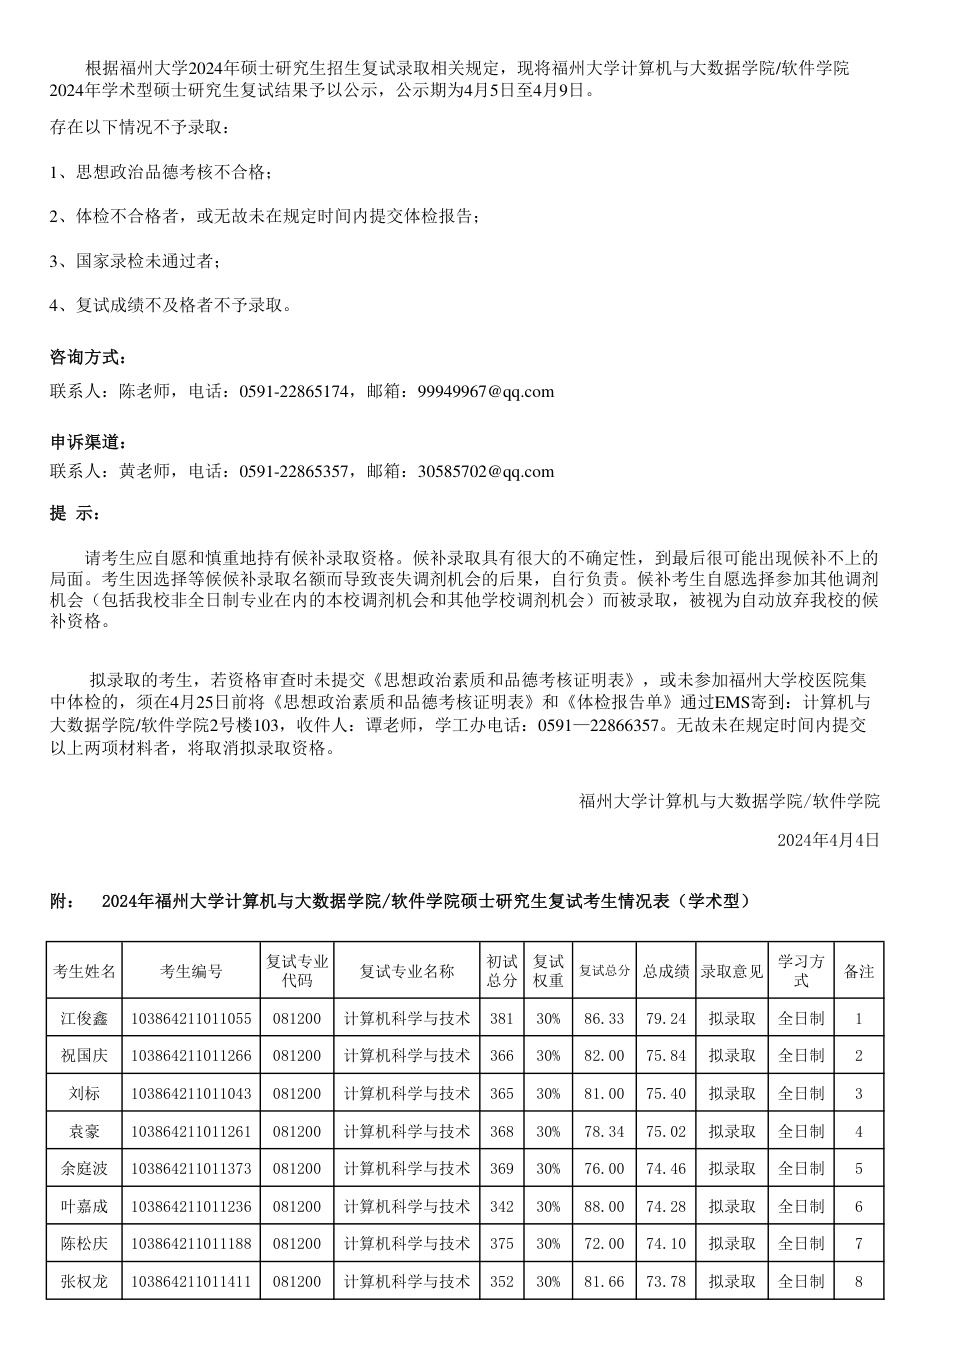 根据福州大学2024年硕士研究生招生复试录取相关规定，现将福州大学计算机与大数据学院/软件学院
2024年学术型硕士研究生复试结果予以公示，公示期为4月5日至4月9日。
存在以下情况不予录取：
1、思想政治品德考核不合格；
2、体检不合格者，或无故未在规定时间内提交体检报告；
3、国家录检未通过者；
4、复试成绩不及格者不予录取。
咨询方式：
联系人：陈老师，电话：0591-22865174，邮箱：99949967@qq.com
申诉渠道：
联系人：黄老师，电话：0591-22865357，邮箱：30585702@qq.com
提 示：
请考生应自愿和慎重地持有候补录取资格。候补录取具有很大的不确定性，到最后很可能出现候补不上的
局面。考生因选择等候候补录取名额而导致丧失调剂机会的后果，自行负责。候补考生自愿选择参加其他调剂
机会（包括我校非全日制专业在内的本校调剂机会和其他学校调剂机会）而被录取，被视为自动放弃我校的候
补资格。
拟录取的考生，若资格审查时未提交《思想政治素质和品德考核证明表》，或未参加福州大学校医院集
中体检的，须在4月25日前将《思想政治素质和品德考核证明表》和《体检报告单》通过EMS寄到：计算机与
大数据学院/软件学院2号楼103，收件人：谭老师，学工办电话：0591—22866357。无故未在规定时间内提交
以上两项材料者，将取消拟录取资格。
福州大学计算机与大数据学院/软件学院
2024年4月4日
附： 2024年福州大学计算机与大数据学院/软件学院硕士研究生复试考生情况表（学术型）
考生姓名 考生编号 复试专业代码 复试专业名称 初试总分 复试权重 复试总分 总成绩 录取意见 学习方式 备注
江俊鑫 103864211011055 081200 计算机科学与技术 381 30% 86.33 79.24 拟录取 全日制 1
祝国庆 103864211011266 081200 计算机科学与技术 366 30% 82.00 75.84 拟录取 全日制 2
刘标 103864211011043 081200 计算机科学与技术 365 30% 81.00 75.40 拟录取 全日制 3
袁豪 103864211011261 081200 计算机科学与技术 368 30% 78.34 75.02 拟录取 全日制 4
余庭波 103864211011373 081200 计算机科学与技术 369 30% 76.00 74.46 拟录取 全日制 5
叶嘉成 103864211011236 081200 计算机科学与技术 342 30% 88.00 74.28 拟录取 全日制 6
陈松庆 103864211011188 081200 计算机科学与技术 375 30% 72.00 74.10 拟录取 全日制 7
张权龙 103864211011411 081200 计算机科学与技术 352 30% 81.66 73.78 拟录取 全日制 8